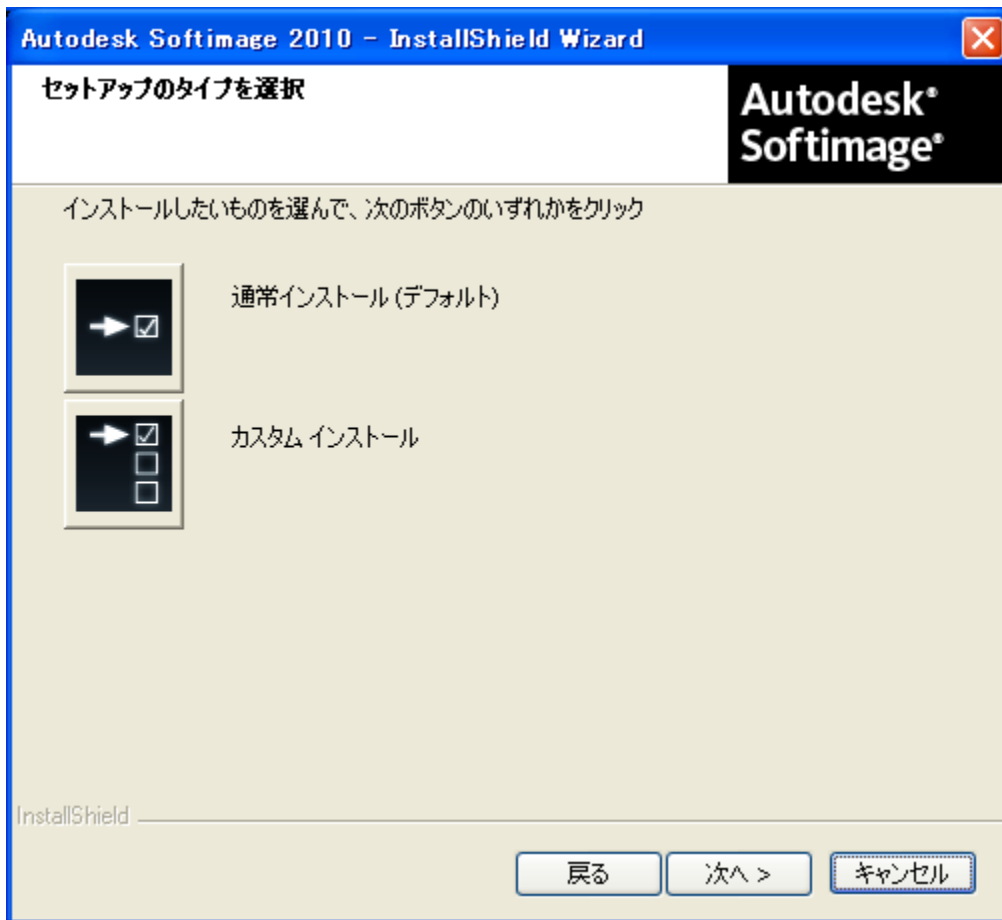 Autodesk Softimage 2010 - InstallShield Wizard
セットアップのタイプを選択
Autodesk®
Softimage®
インストールしたいものを選んで、次のボタンのいずれかをクリック
通常インストール (デフォルト)
カスタム インストール
InstallShield
戻る
次へ >
キャンセル